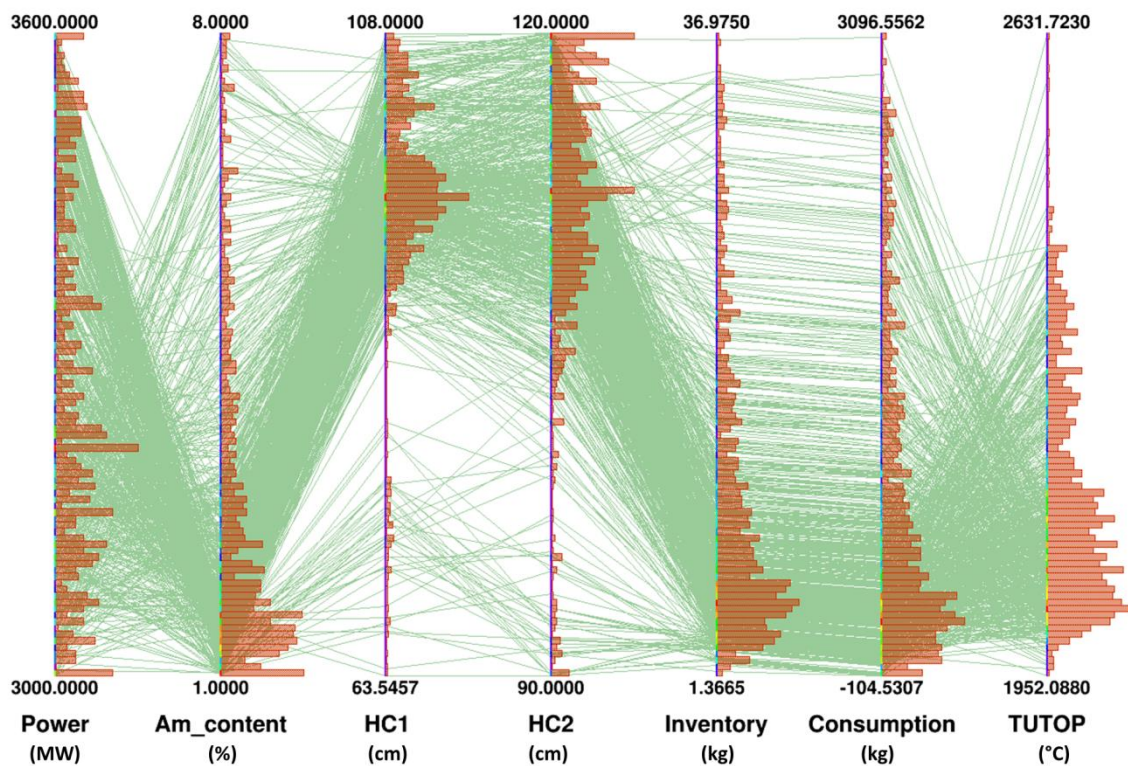 3600.0000 8.0000 108.0000 120.0000 36.9750 3096.5562 2631.7230
3000.0000 1.0000 63.5457 90.0000 1.3665 -104.5307 1952.0880
Power Am_content HC1 HC2 Inventory Consumption TUTOP
(MW) (%) (cm) (cm) (kg) (kg) (°C)